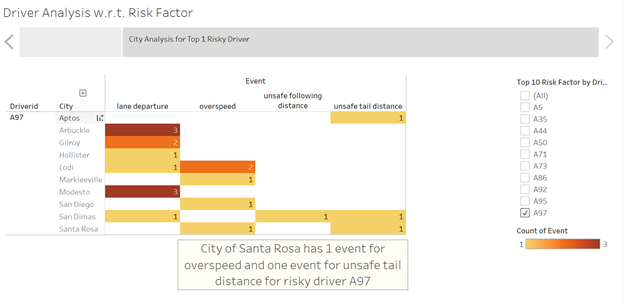 Driver Analysis w.r.t. Risk Factor
City Analysis for Top 1 Risky Driver
Event
Driverid City lane departure overspeed unsafe following distance unsafe tail distance
A97 Aptos 1
Arbuckle 3
Gilroy 2
Hollister 1
Lodi 1 2
Markleeville 1
Modesto 3
San Diego 1
San Dimas 1 1 1
Santa Rosa 1 1
City of Santa Rosa has 1 event for
overspeed and one event for unsafe tail
distance for risky driver A97
Top 10 Risk Factor by Dri..
(All)
A5
A35
A44
A50
A71
A73
A86
A92
A95
A97
Count of Event
1 3